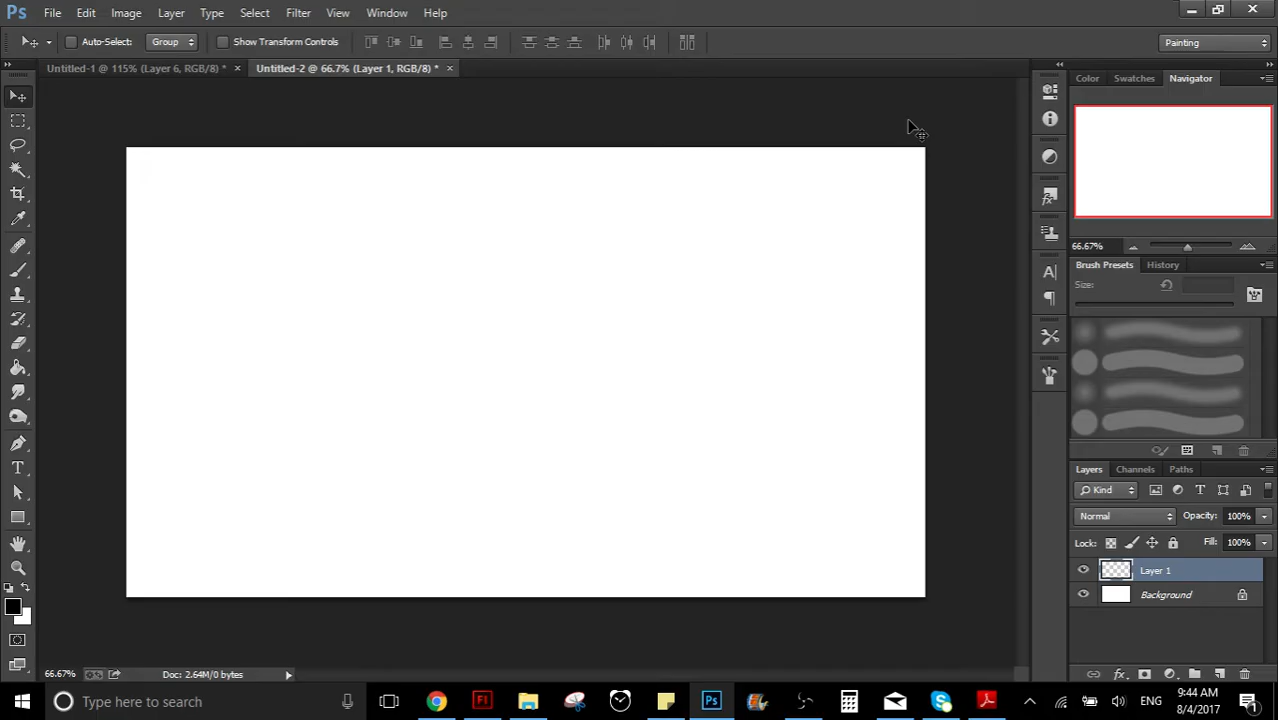 Ps File Edit Image Layer Type Select Filter View Window Help
Auto-Select: Group Show Transform Controls Painting
Untitled-1 @ 115% (Layer 6, RGB/8) * × Untitled-2 @ 66.7% (Layer 1, RGB/8) * ×
Color Swatches Navigator
66.67%
Brush Presets History
Size:
Layers Channels Paths
Kind
Normal Opacity: 100%
Lock: Fill: 100%
Layer 1
Background
66.67% Doc: 2.64M/0 bytes
Type here to search
ENG
9:44 AM
8/4/2017